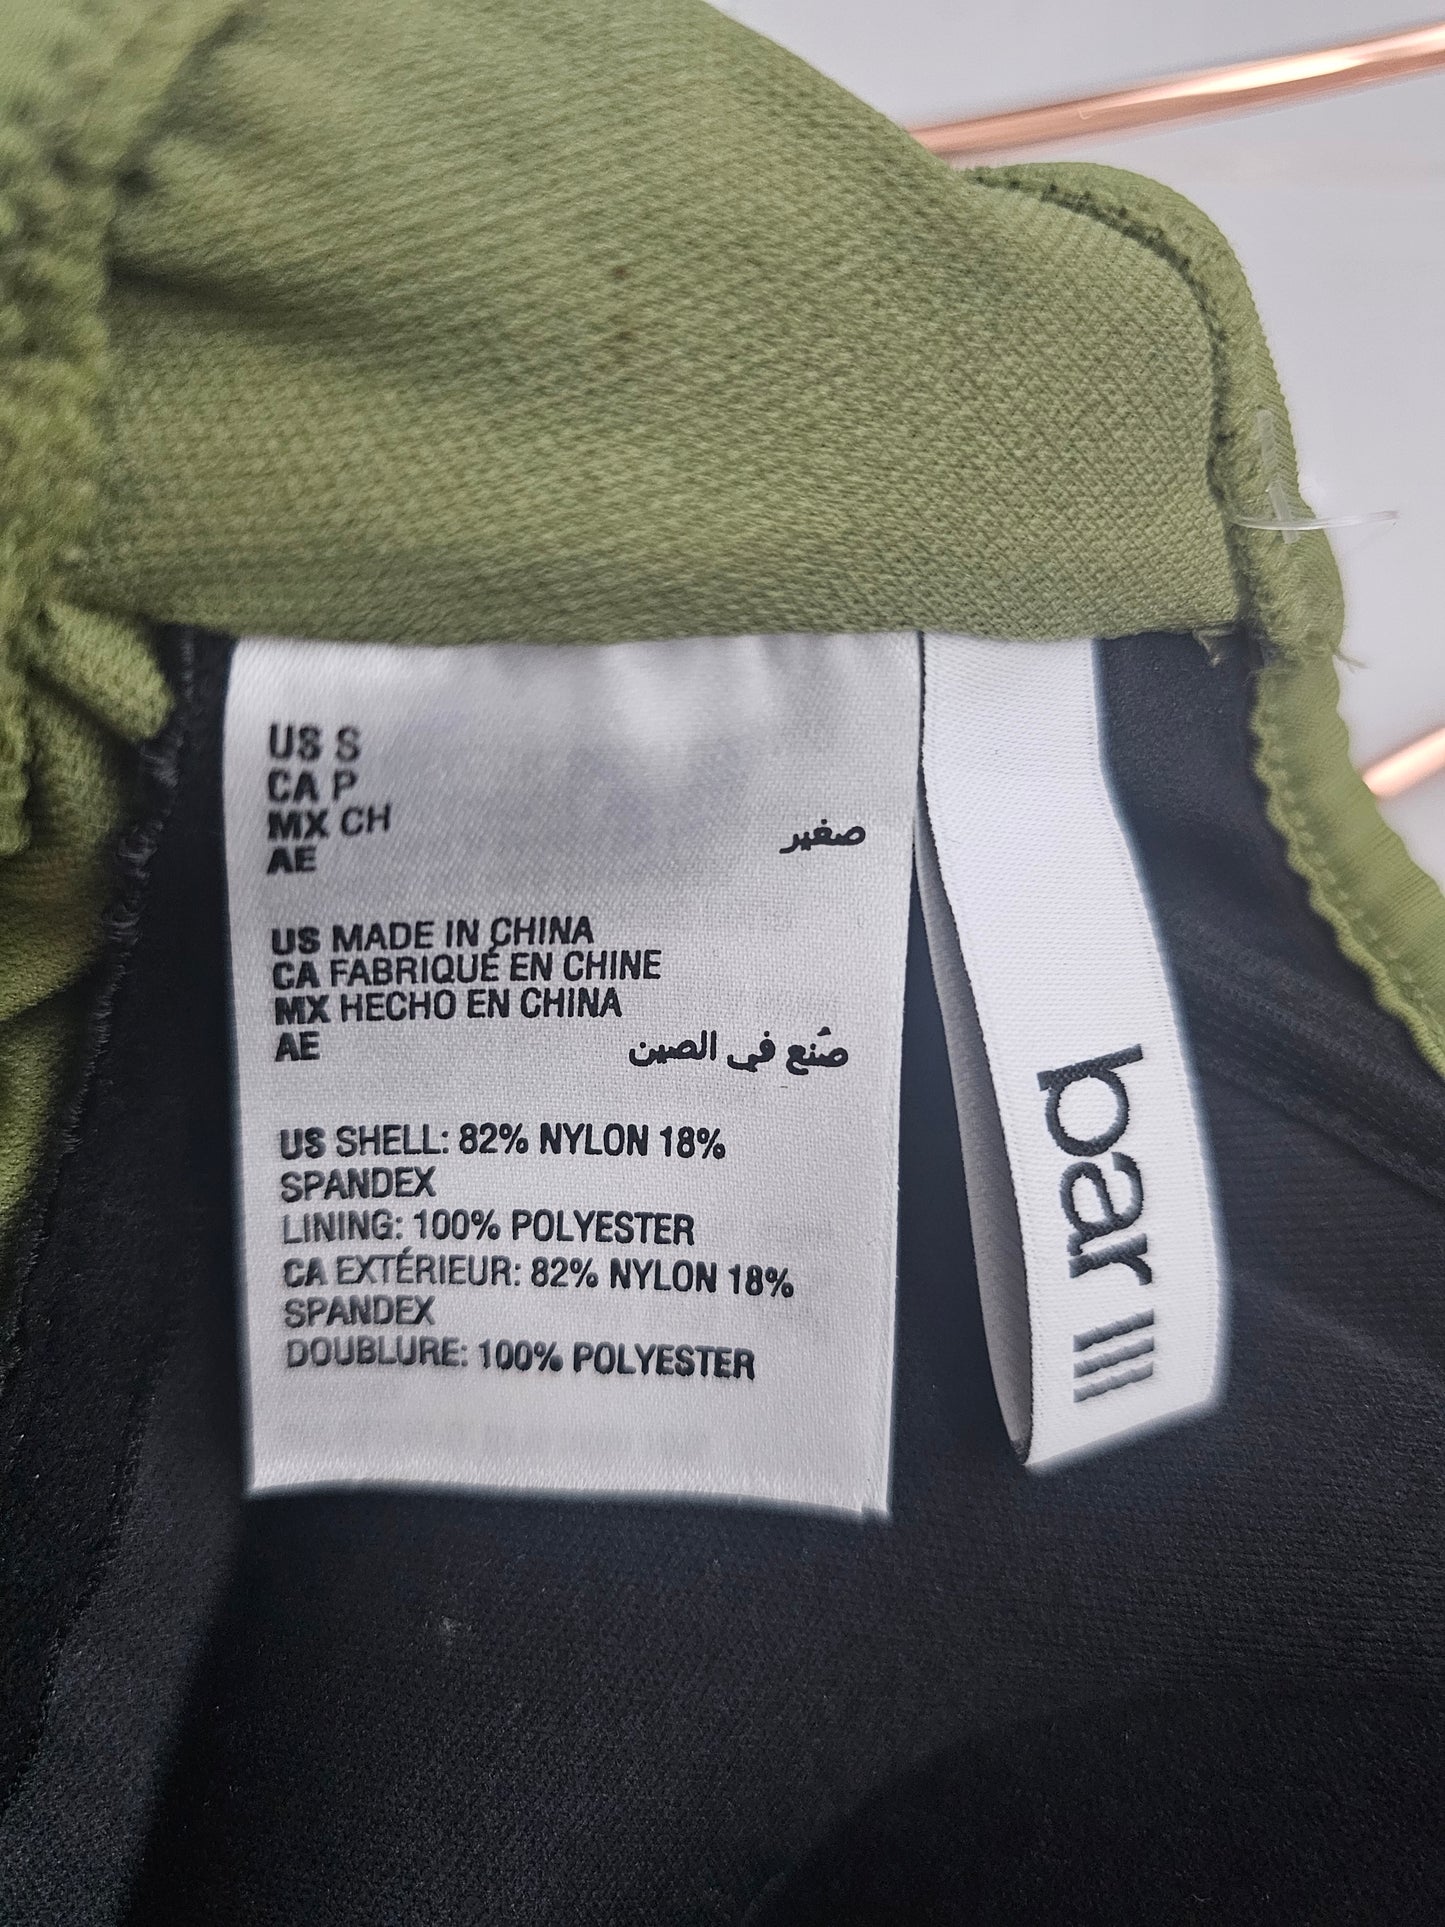 US S
CA P
MX CH
AE صغير
US MADE IN CHINA
CA FABRIQUÉ EN CHINE
MX HECHO EN CHINA
AE صُنع في الصين
US SHELL: 82% NYLON 18%
SPANDEX
LINING: 100% POLYESTER
CA EXTÉRIEUR: 82% NYLON 18%
SPANDEX
DOUBLURE: 100% POLYESTER
bar III